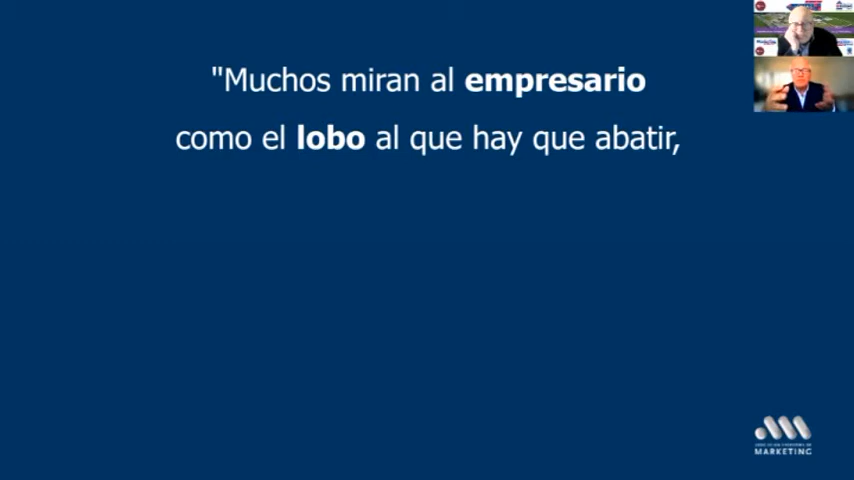 "Muchos miran al empresario
como el lobo al que hay que abatir,
MARKETING